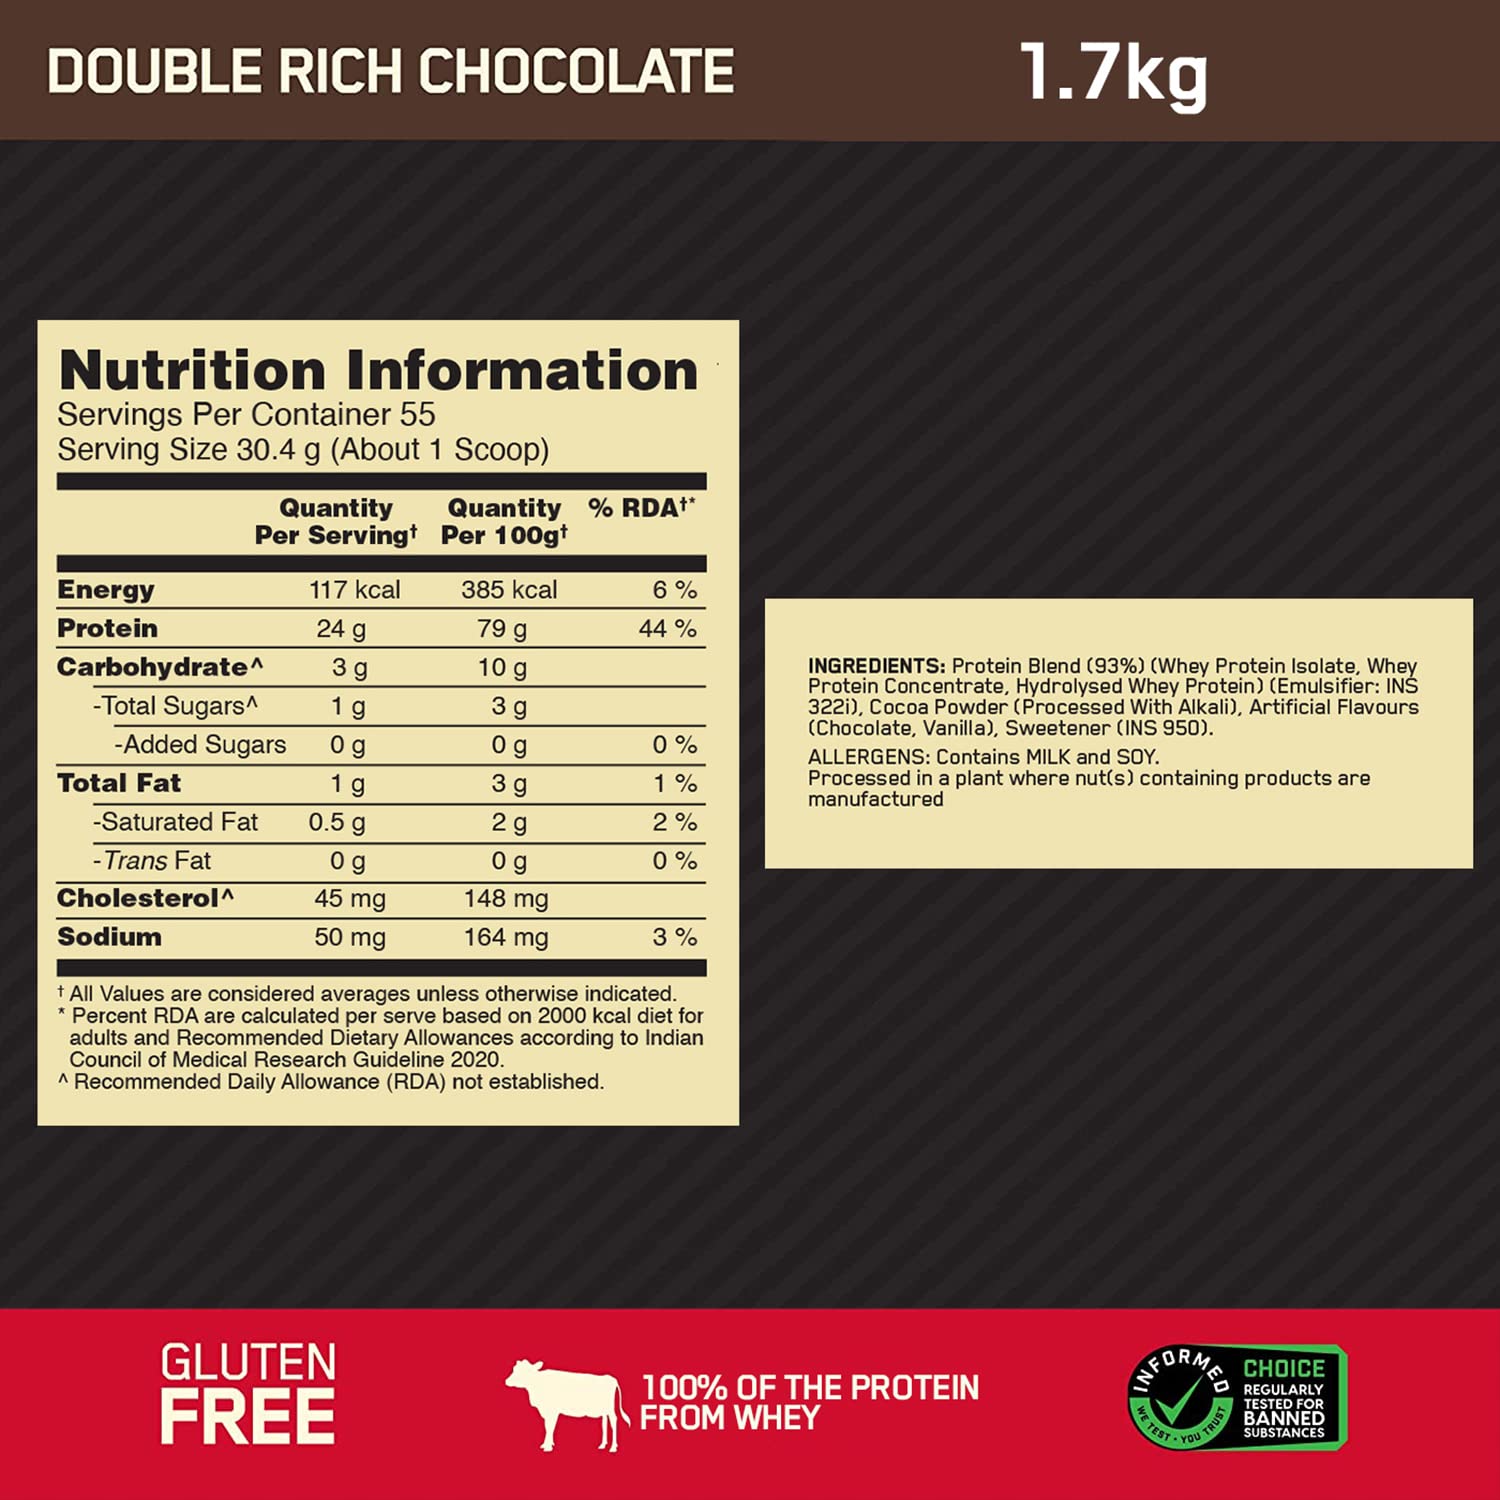 DOUBLE RICH CHOCOLATE
1.7kg
Nutrition Information
Servings Per Container 55
Serving Size 30.4 g (About 1 Scoop)
Quantity Per Serving† Quantity Per 100g† % RDA†*
Energy 117 kcal 385 kcal 6 %
Protein 24 g 79 g 44 %
Carbohydrate^ 3 g 10 g
-Total Sugars^ 1 g 3 g
-Added Sugars 0 g 0 g 0 %
Total Fat 1 g 3 g 1 %
-Saturated Fat 0.5 g 2 g 2 %
-Trans Fat 0 g 0 g 0 %
Cholesterol^ 45 mg 148 mg
Sodium 50 mg 164 mg 3 %
† All Values are considered averages unless otherwise indicated.
* Percent RDA are calculated per serve based on 2000 kcal diet for
adults and Recommended Dietary Allowances according to Indian
Council of Medical Research Guideline 2020.
^ Recommended Daily Allowance (RDA) not established.
INGREDIENTS: Protein Blend (93%) (Whey Protein Isolate, Whey
Protein Concentrate, Hydrolysed Whey Protein) (Emulsifier: INS
322i), Cocoa Powder (Processed With Alkali), Artificial Flavours
(Chocolate, Vanilla), Sweetener (INS 950).
ALLERGENS: Contains MILK and SOY.
Processed in a plant where nut(s) containing products are
manufactured
GLUTEN
FREE
100% OF THE PROTEIN
FROM WHEY
INFORMED
WE TEST · YOU TRUST
CHOICE
REGULARLY
TESTED FOR
BANNED
SUBSTANCES